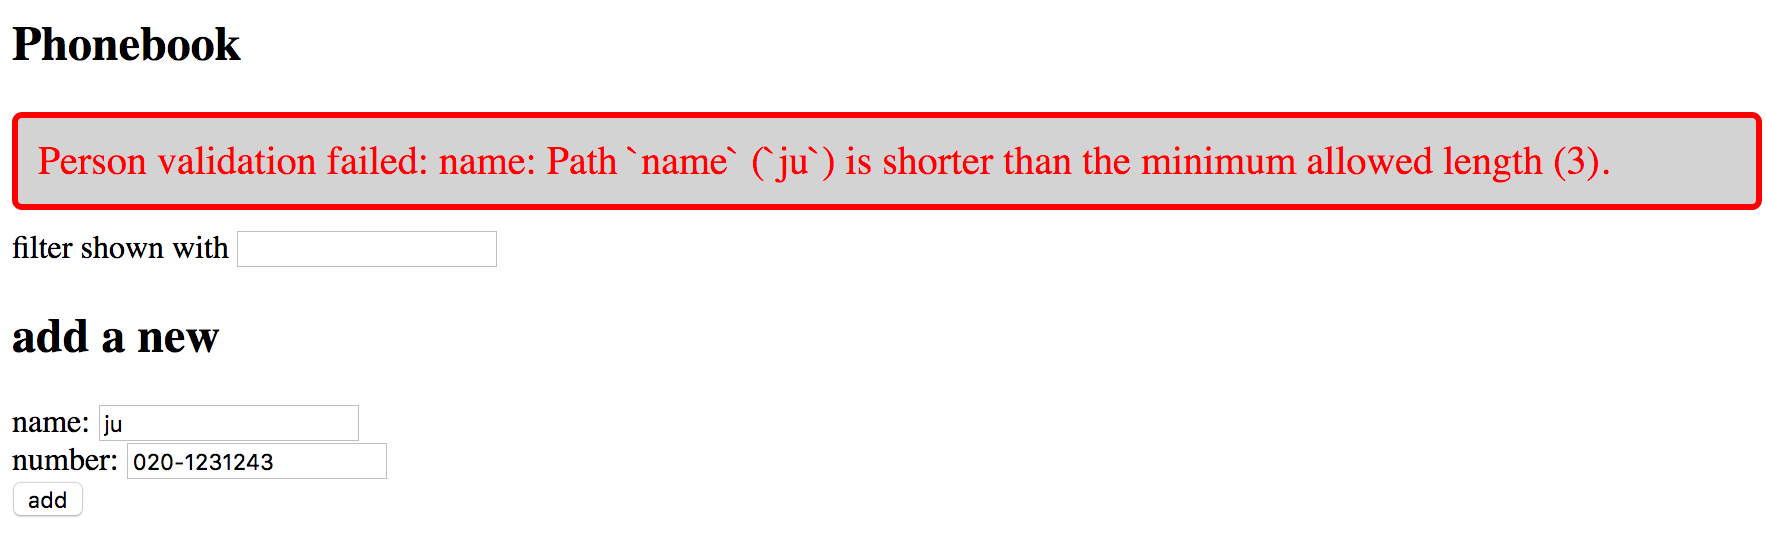 Phonebook
Person validation failed: name: Path `name` (`ju`) is shorter than the minimum allowed length (3).
filter shown with
add a new
name: ju
number: 020-1231243
add